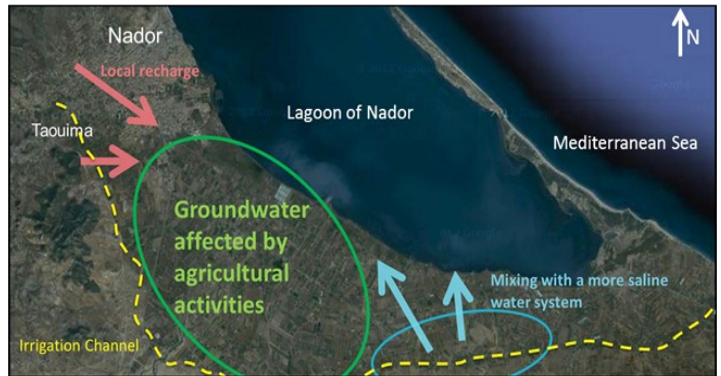 Nador
N
Local recharge
Lagoon of Nador
Taouima
Mediterranean Sea
Groundwater
affected by
agricultural
activities
Mixing with a more saline
water system
Irrigation Channel